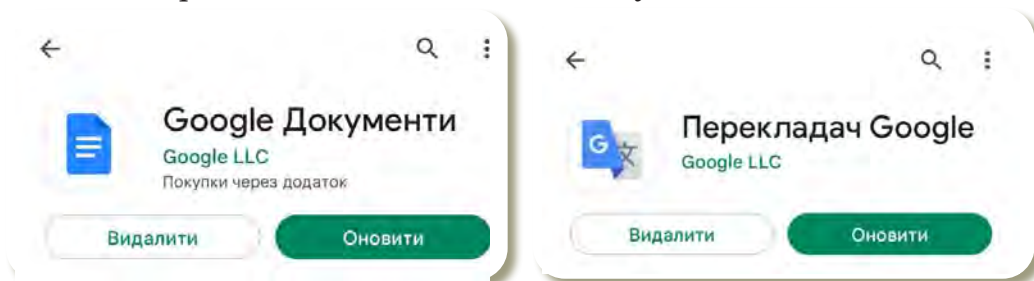 Google Документи
Google LLC
Покупки через додаток
Видалити Оновити
Перекладач Google
Google LLC
Видалити Оновити